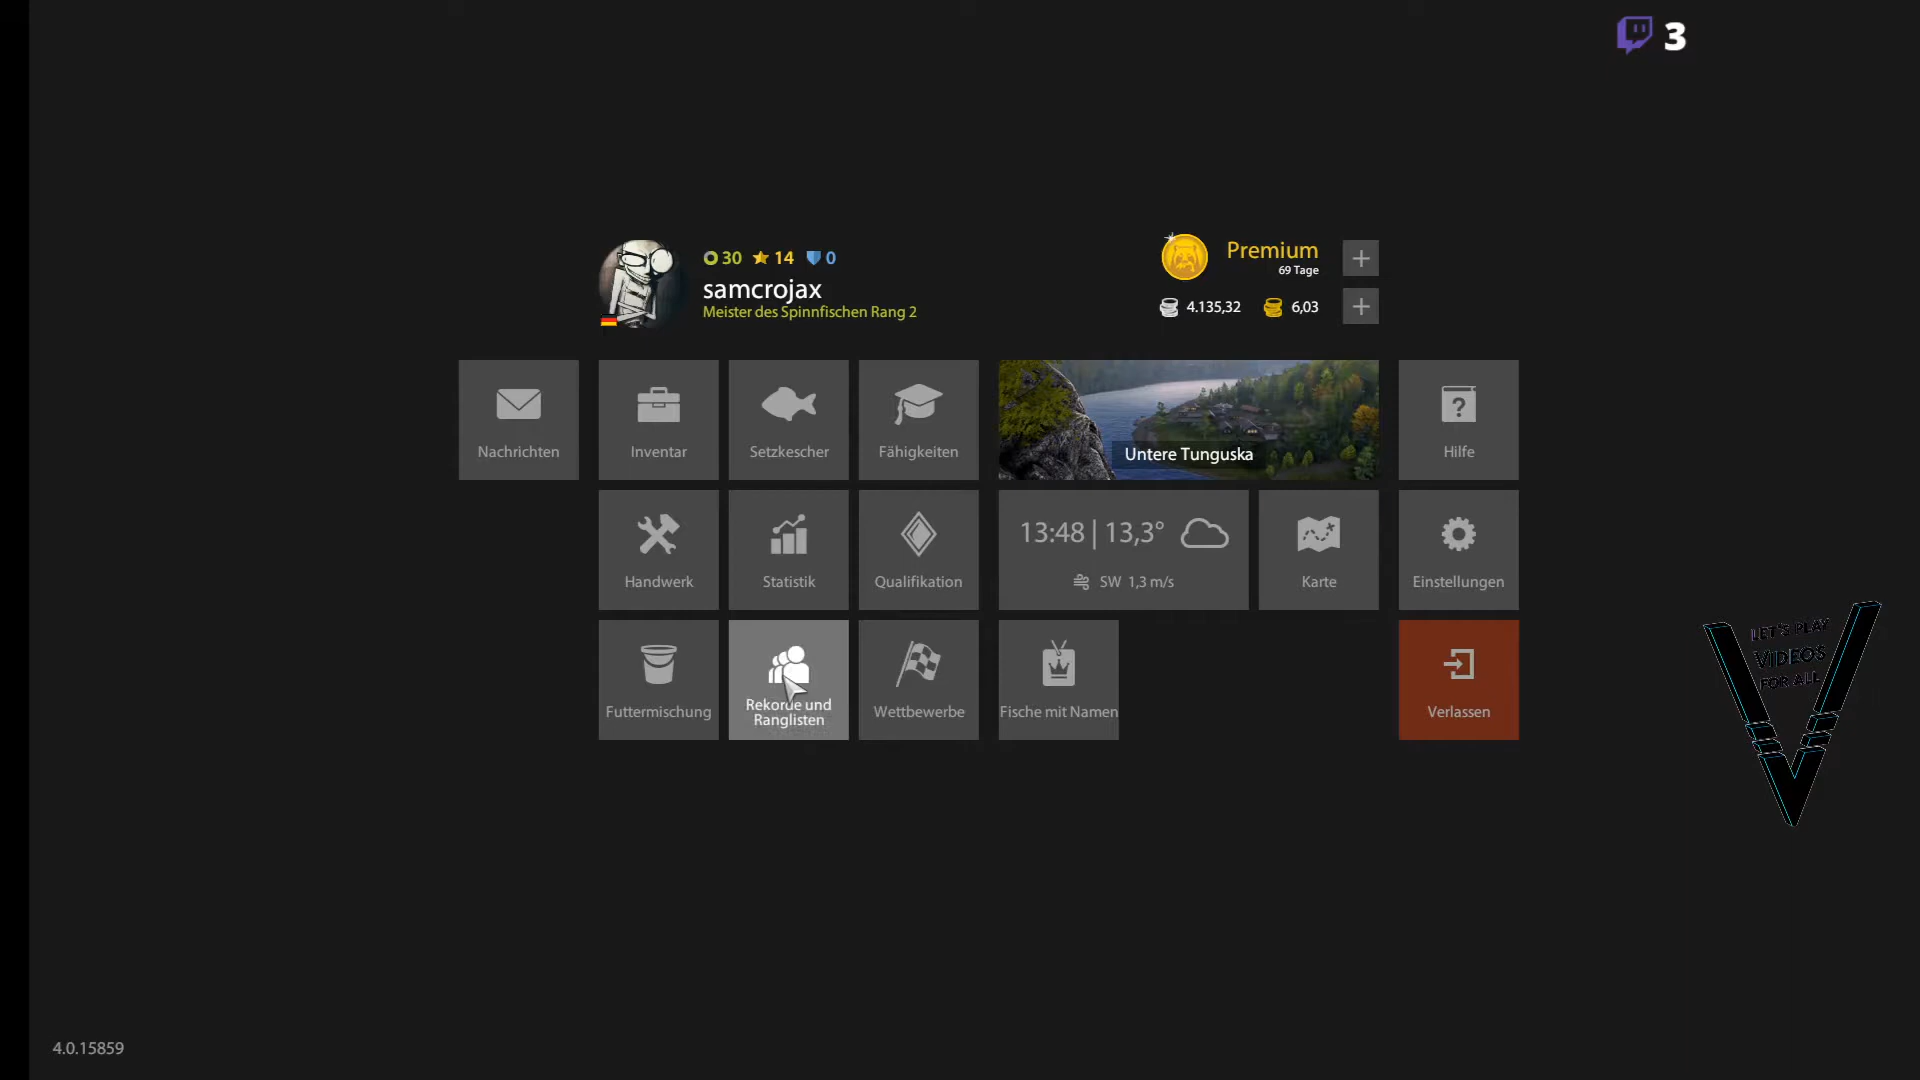 3
30 14 0
samcrojax
Meister des Spinnfischen Rang 2
Premium
69 Tage
4.135,32 6,03
Nachrichten
Inventar
Setzkescher
Fähigkeiten
Untere Tunguska
Hilfe
Handwerk
Statistik
Qualifikation
13:48 | 13,3°
SW 1,3 m/s
Karte
Einstellungen
Futtermischung
Rekorde und
Ranglisten
Wettbewerbe
Fische mit Namen
Verlassen
LET'S PLAY
VIDEOS
FOR ALL
4.0.15859